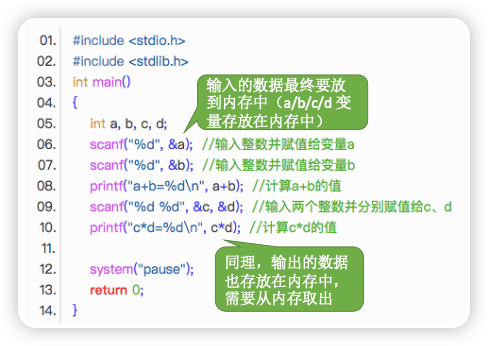 01. #include <stdio.h>
02. #include <stdlib.h>
03. int main()
04. {
输入的数据最终要放
到内存中（a/b/c/d 变
量存放在内存中）
05. int a, b, c, d;
06. scanf("%d", &a); //输入整数并赋值给变量a
07. scanf("%d", &b); //输入整数并赋值给变量b
08. printf("a+b=%d\n", a+b); //计算a+b的值
09. scanf("%d %d", &c, &d); //输入两个整数并分别赋值给c、d
10. printf("c*d=%d\n", c*d); //计算c*d的值
11.
同理，输出的数据
也存放在内存中，
需要从内存取出
12. system("pause");
13. return 0;
14. }